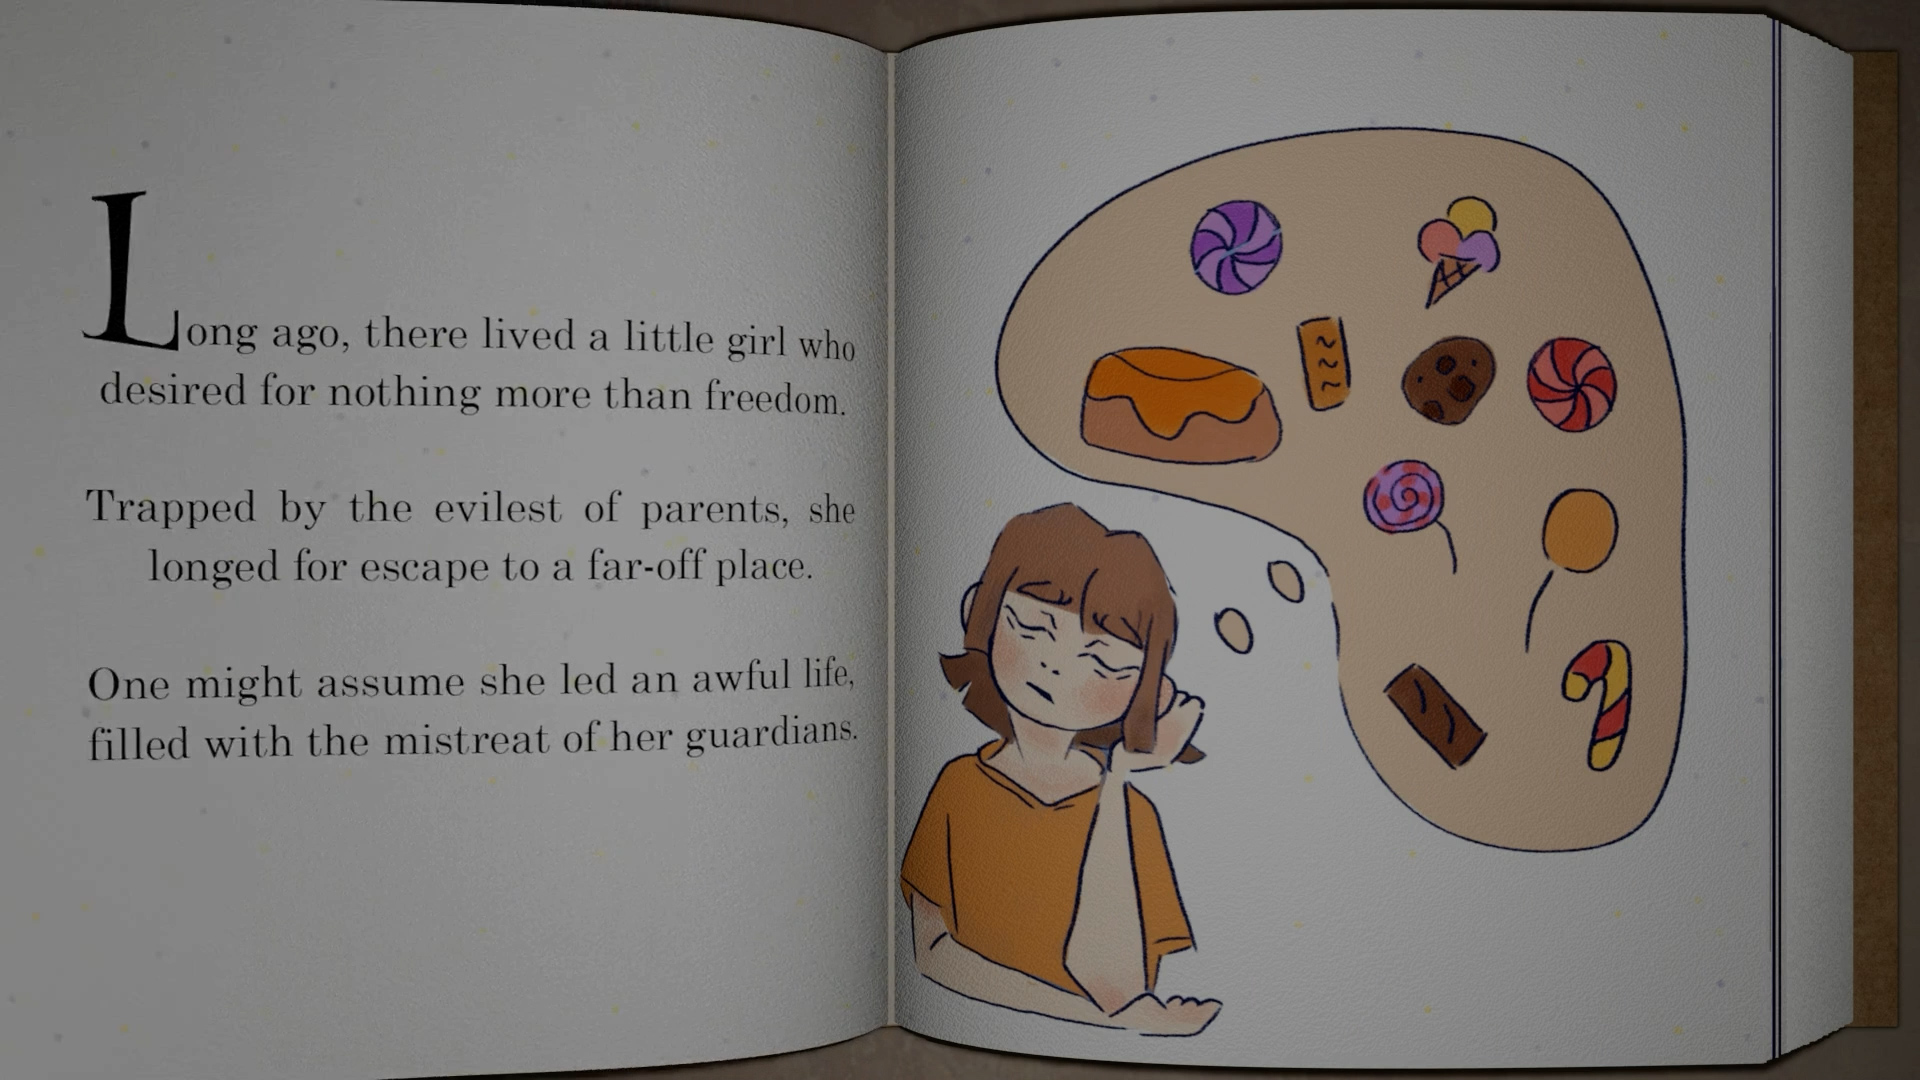 Long ago, there lived a little girl who
desired for nothing more than freedom.
Trapped by the evilest of parents, she
longed for escape to a far-off place.
One might assume she led an awful life,
filled with the mistreat of her guardians.